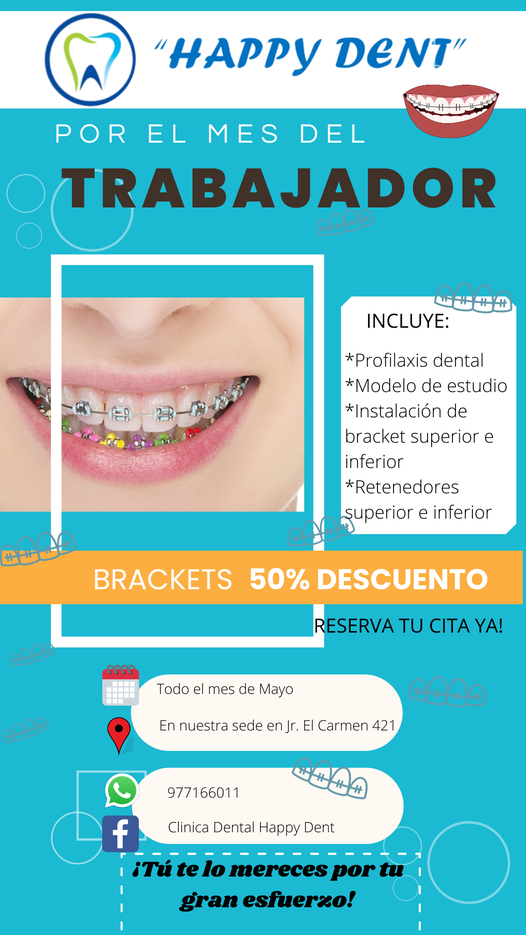 “HAPPY DENT”
POR EL MES DEL
TRABAJADOR
INCLUYE:
*Profilaxis dental
*Modelo de estudio
*Instalación de
bracket superior e
inferior
*Retenedores
superior e inferior
BRACKETS 50% DESCUENTO
RESERVA TU CITA YA!
Todo el mes de Mayo
En nuestra sede en Jr. El Carmen 421
977166011
Clinica Dental Happy Dent
¡Tú te lo mereces por tu
gran esfuerzo!